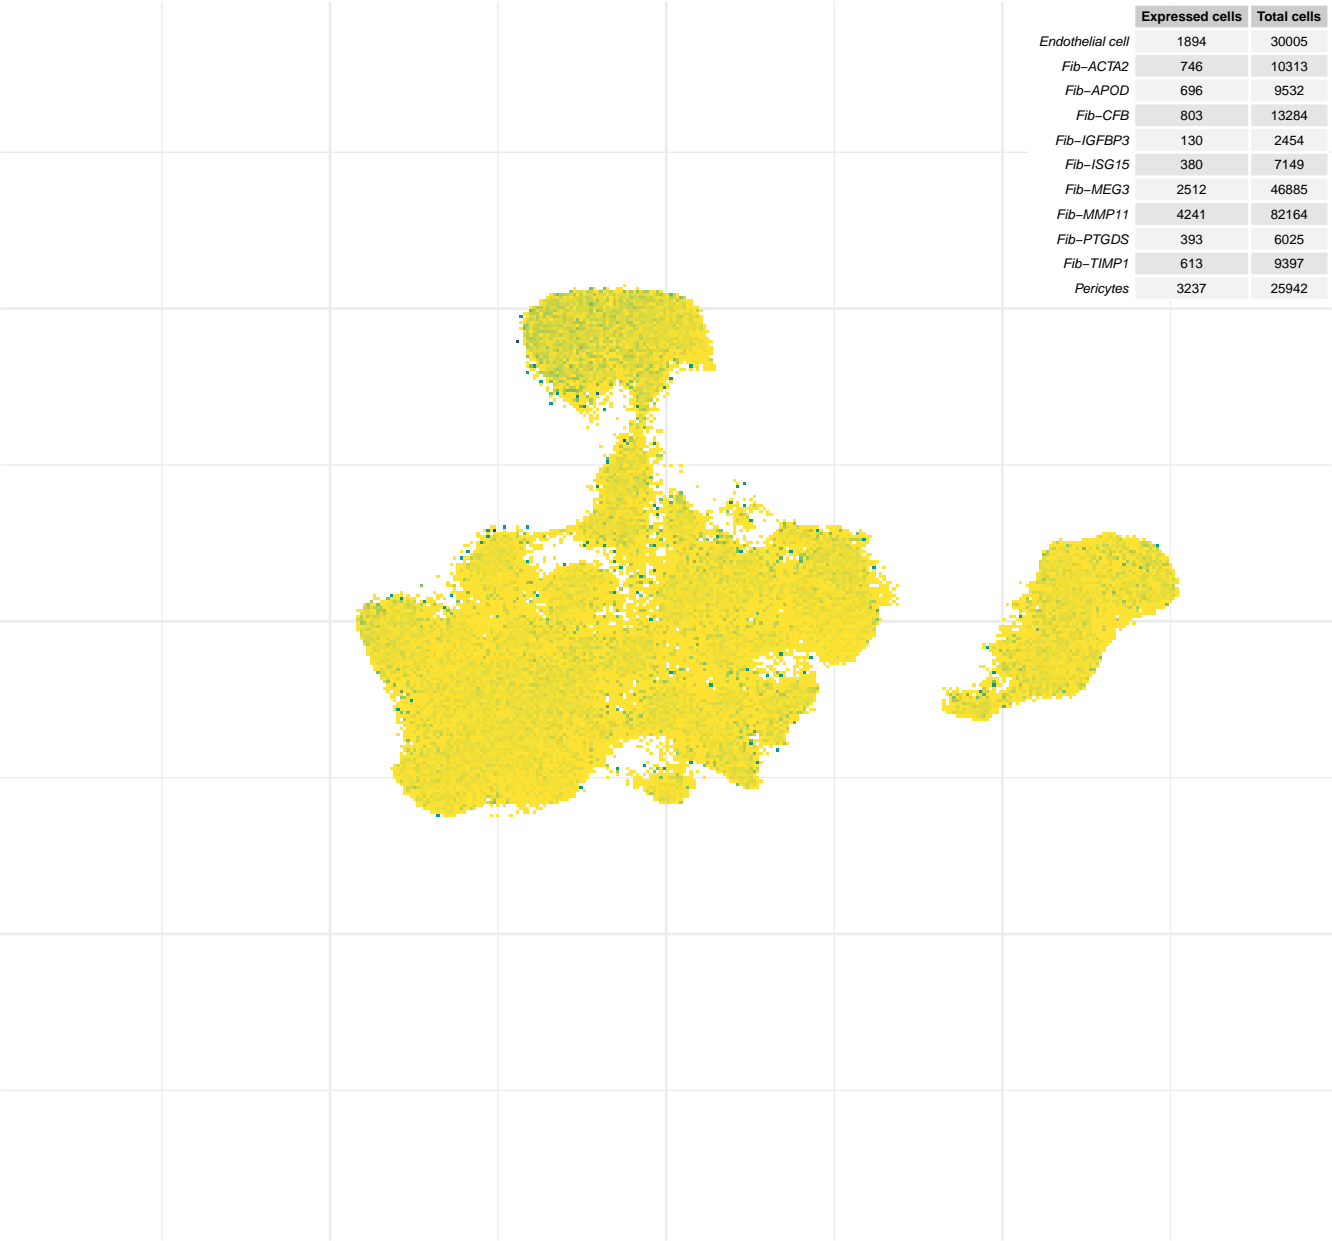 Expressed cells Total cells
Endothelial cell 1894 30005
Fib−ACTA2 746 10313
Fib−APOD 696 9532
Fib−CFB 803 13284
Fib−IGFBP3 130 2454
Fib−ISG15 380 7149
Fib−MEG3 2512 46885
Fib−MMP11 4241 82164
Fib−PTGDS 393 6025
Fib−TIMP1 613 9397
Pericytes 3237 25942